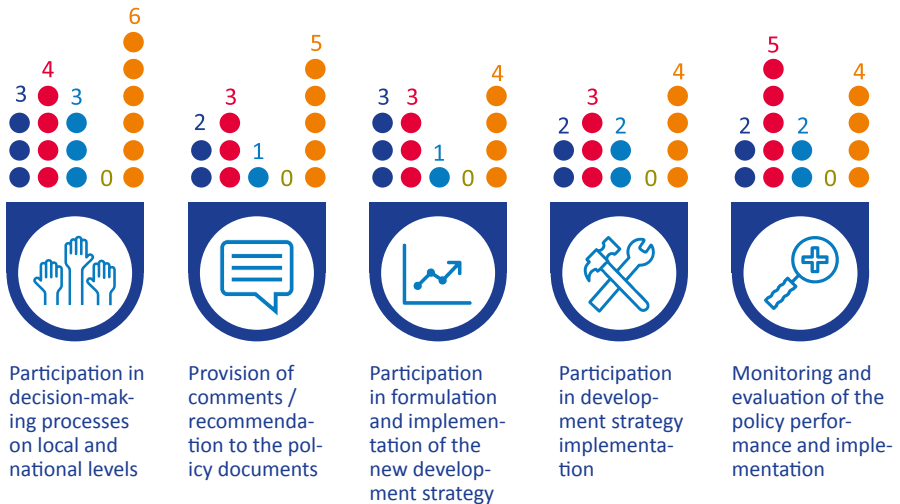 3 4 3 0 6
2 3 1 0 5
3 3 1 0 4
2 3 2 0 4
2 5 2 0 4
Participation in
decision-mak-
ing processes
on local and
national levels
Provision of
comments /
recommenda-
tion to the pol-
icy documents
Participation
in formulation
and implemen-
tation of the
new develop-
ment strategy
Participation
in develop-
ment strategy
implementa-
tion
Monitoring and
evaluation of the
policy perfor-
mance and imple-
mentation